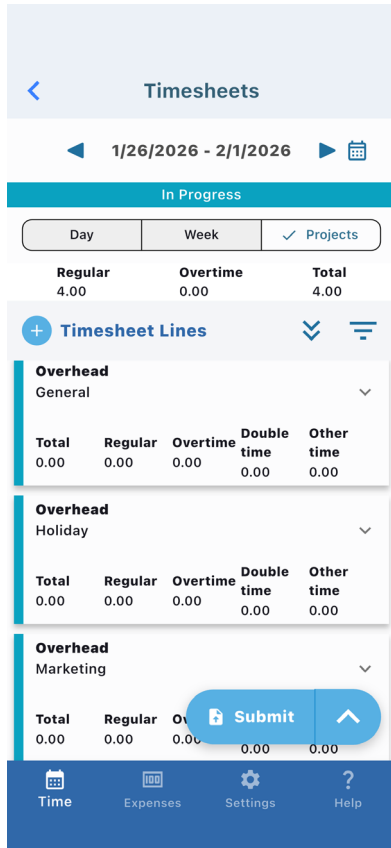 Timesheets
1/26/2026 - 2/1/2026
In Progress
Day Week Projects
Regular Overtime Total
4.00 0.00 4.00
Timesheet Lines
Overhead
General
Total Regular Overtime Double time Other time
0.00 0.00 0.00 0.00 0.00
Overhead
Holiday
Total Regular Overtime Double time Other time
0.00 0.00 0.00 0.00 0.00
Overhead
Marketing
Total Regular
0.00 0.00 0.00 0.00 0.00
Submit
Time Expenses Settings Help